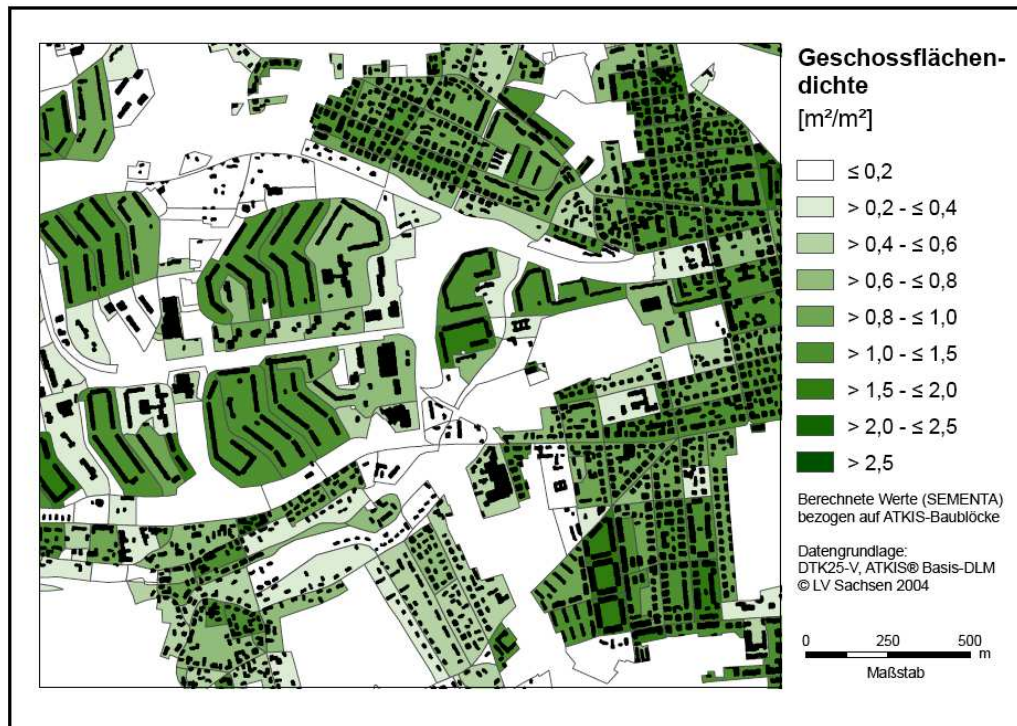 Geschossflächen-
dichte
[m²/m²]
≤ 0,2
> 0,2 - ≤ 0,4
> 0,4 - ≤ 0,6
> 0,6 - ≤ 0,8
> 0,8 - ≤ 1,0
> 1,0 - ≤ 1,5
> 1,5 - ≤ 2,0
> 2,0 - ≤ 2,5
> 2,5
Berechnete Werte (SEMENTA)
bezogen auf ATKIS-Baublöcke
Datengrundlage:
DTK25-V, ATKIS® Basis-DLM
© LV Sachsen 2004
0 250 500
m
Maßstab